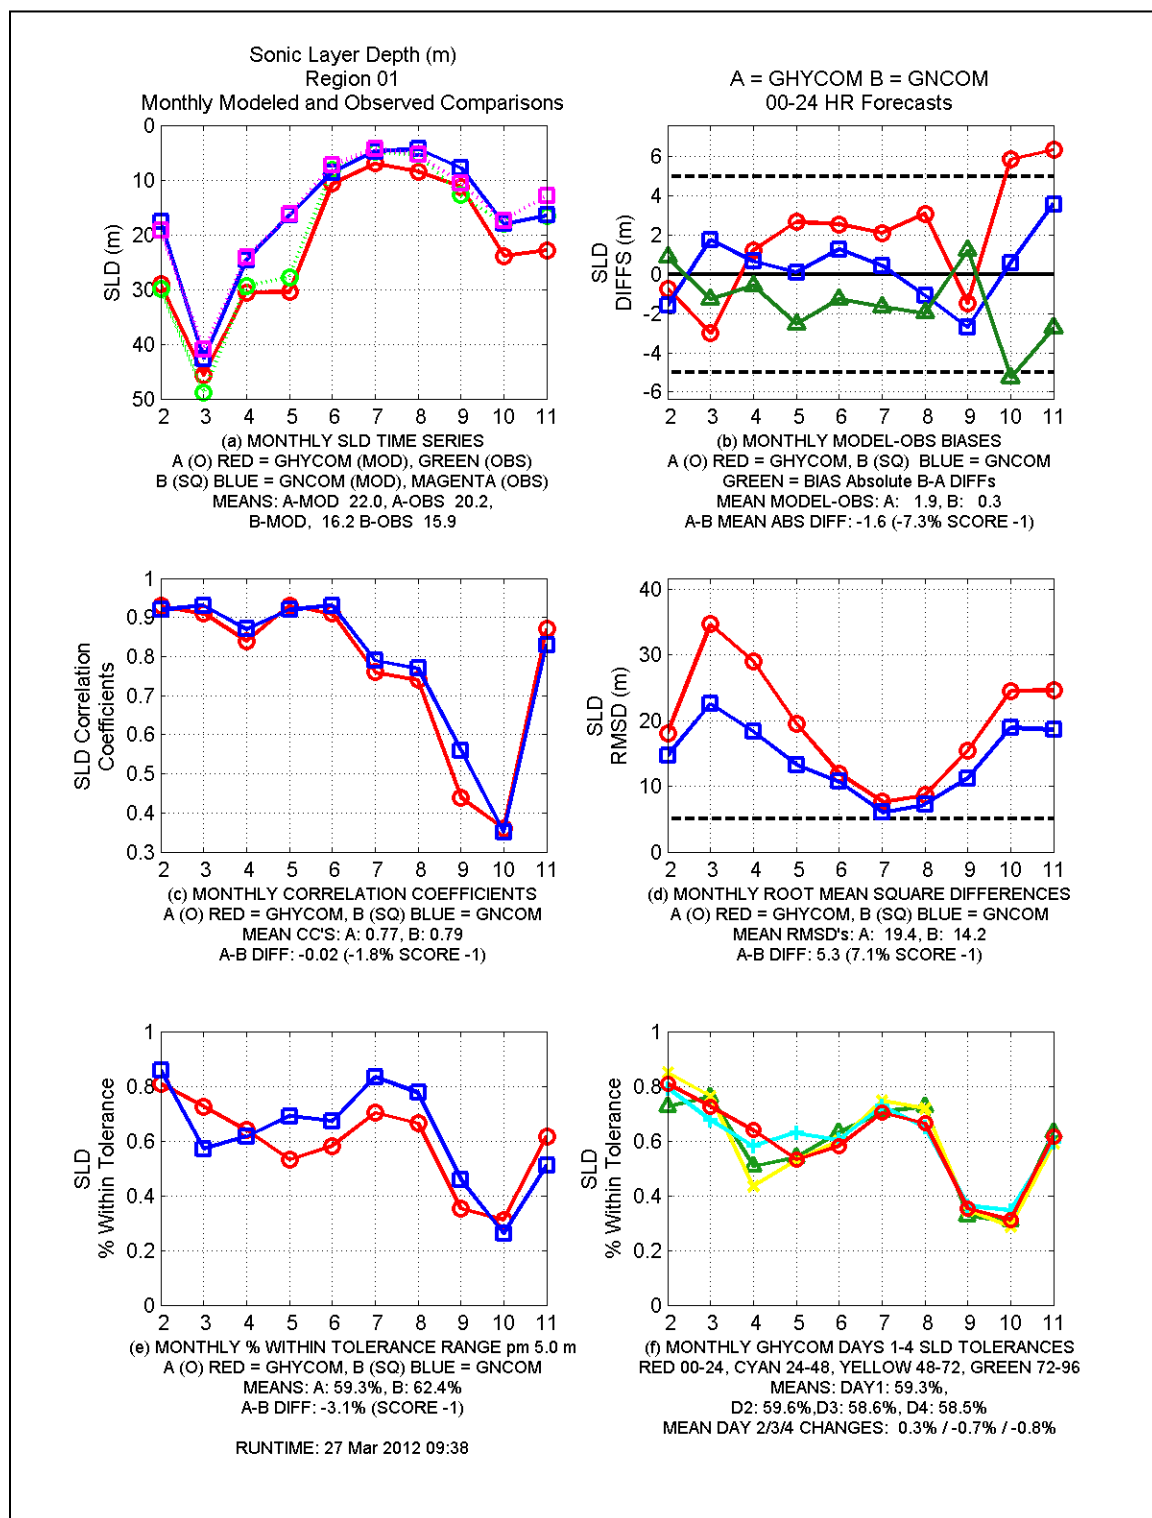 Sonic Layer Depth (m)
Region 01
Monthly Modeled and Observed Comparisons
A = GHYCOM B = GNCOM
00-24 HR Forecasts
0
10
20
30
40
50
SLD (m)
2 3 4 5 6 7 8 9 10 11
(a) MONTHLY SLD TIME SERIES
A (O) RED = GHYCOM (MOD), GREEN (OBS)
B (SQ) BLUE = GNCOM (MOD), MAGENTA (OBS)
MEANS: A-MOD 22.0, A-OBS 20.2,
B-MOD, 16.2 B-OBS 15.9
6
4
2
0
-2
-4
-6
SLD
DIFFS (m)
2 3 4 5 6 7 8 9 10 11
(b) MONTHLY MODEL-OBS BIASES
A (O) RED = GHYCOM, B (SQ) BLUE = GNCOM
GREEN = BIAS Absolute B-A DIFFs
MEAN MODEL-OBS: A: 1.9, B: 0.3
A-B MEAN ABS DIFF: -1.6 (-7.3% SCORE -1)
1
0.9
0.8
0.7
0.6
0.5
0.4
0.3
SLD Correlation
Coefficients
2 3 4 5 6 7 8 9 10 11
(c) MONTHLY CORRELATION COEFFICIENTS
A (O) RED = GHYCOM, B (SQ) BLUE = GNCOM
MEAN CC'S: A: 0.77, B: 0.79
A-B DIFF: -0.02 (-1.8% SCORE -1)
40
30
20
10
0
SLD
RMSD (m)
2 3 4 5 6 7 8 9 10 11
(d) MONTHLY ROOT MEAN SQUARE DIFFERENCES
A (O) RED = GHYCOM, B (SQ) BLUE = GNCOM
MEAN RMSD's: A: 19.4, B: 14.2
A-B DIFF: 5.3 (7.1% SCORE -1)
1
0.8
0.6
0.4
0.2
0
SLD
% Within Tolerance
2 3 4 5 6 7 8 9 10 11
(e) MONTHLY % WITHIN TOLERANCE RANGE pm 5.0 m
A (O) RED = GHYCOM, B (SQ) BLUE = GNCOM
MEANS: A: 59.3%, B: 62.4%
A-B DIFF: -3.1% (SCORE -1)
RUNTIME: 27 Mar 2012 09:38
1
0.8
0.6
0.4
0.2
0
SLD
% Within Tolerance
2 3 4 5 6 7 8 9 10 11
(f) MONTHLY GHYCOM DAYS 1-4 SLD TOLERANCES
RED 00-24, CYAN 24-48, YELLOW 48-72, GREEN 72-96
MEANS: DAY1: 59.3%,
D2: 59.6%,D3: 58.6%, D4: 58.5%
MEAN DAY 2/3/4 CHANGES: 0.3% / -0.7% / -0.8%